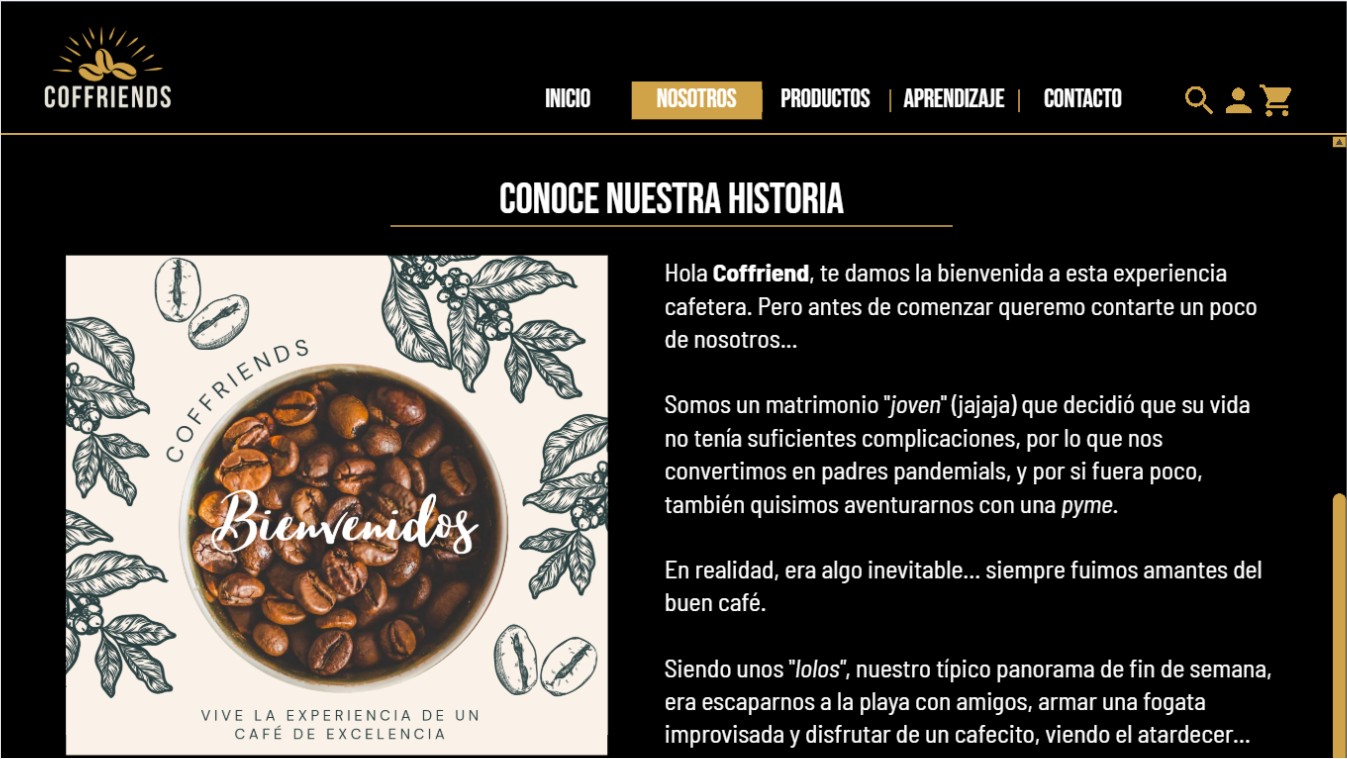 COFFRIENDS
INICIO
NOSOTROS
PRODUCTOS
APRENDIZAJE
CONTACTO
CONOCE NUESTRA HISTORIA
COFFRIENDS
Bienvenidos
VIVE LA EXPERIENCIA DE UN
CAFÉ DE EXCELENCIA
Hola Coffriend, te damos la bienvenida a esta experiencia
cafetera. Pero antes de comenzar queremo contarte un poco
de nosotros...
Somos un matrimonio "joven" (jajaja) que decidió que su vida
no tenía suficientes complicaciones, por lo que nos
convertimos en padres pandemials, y por si fuera poco,
también quisimos aventurarnos con una pyme.
En realidad, era algo inevitable... siempre fuimos amantes del
buen café.
Siendo unos "lolos", nuestro típico panorama de fin de semana,
era escaparnos a la playa con amigos, armar una fogata
improvisada y disfrutar de un cafecito, viendo el atardecer...